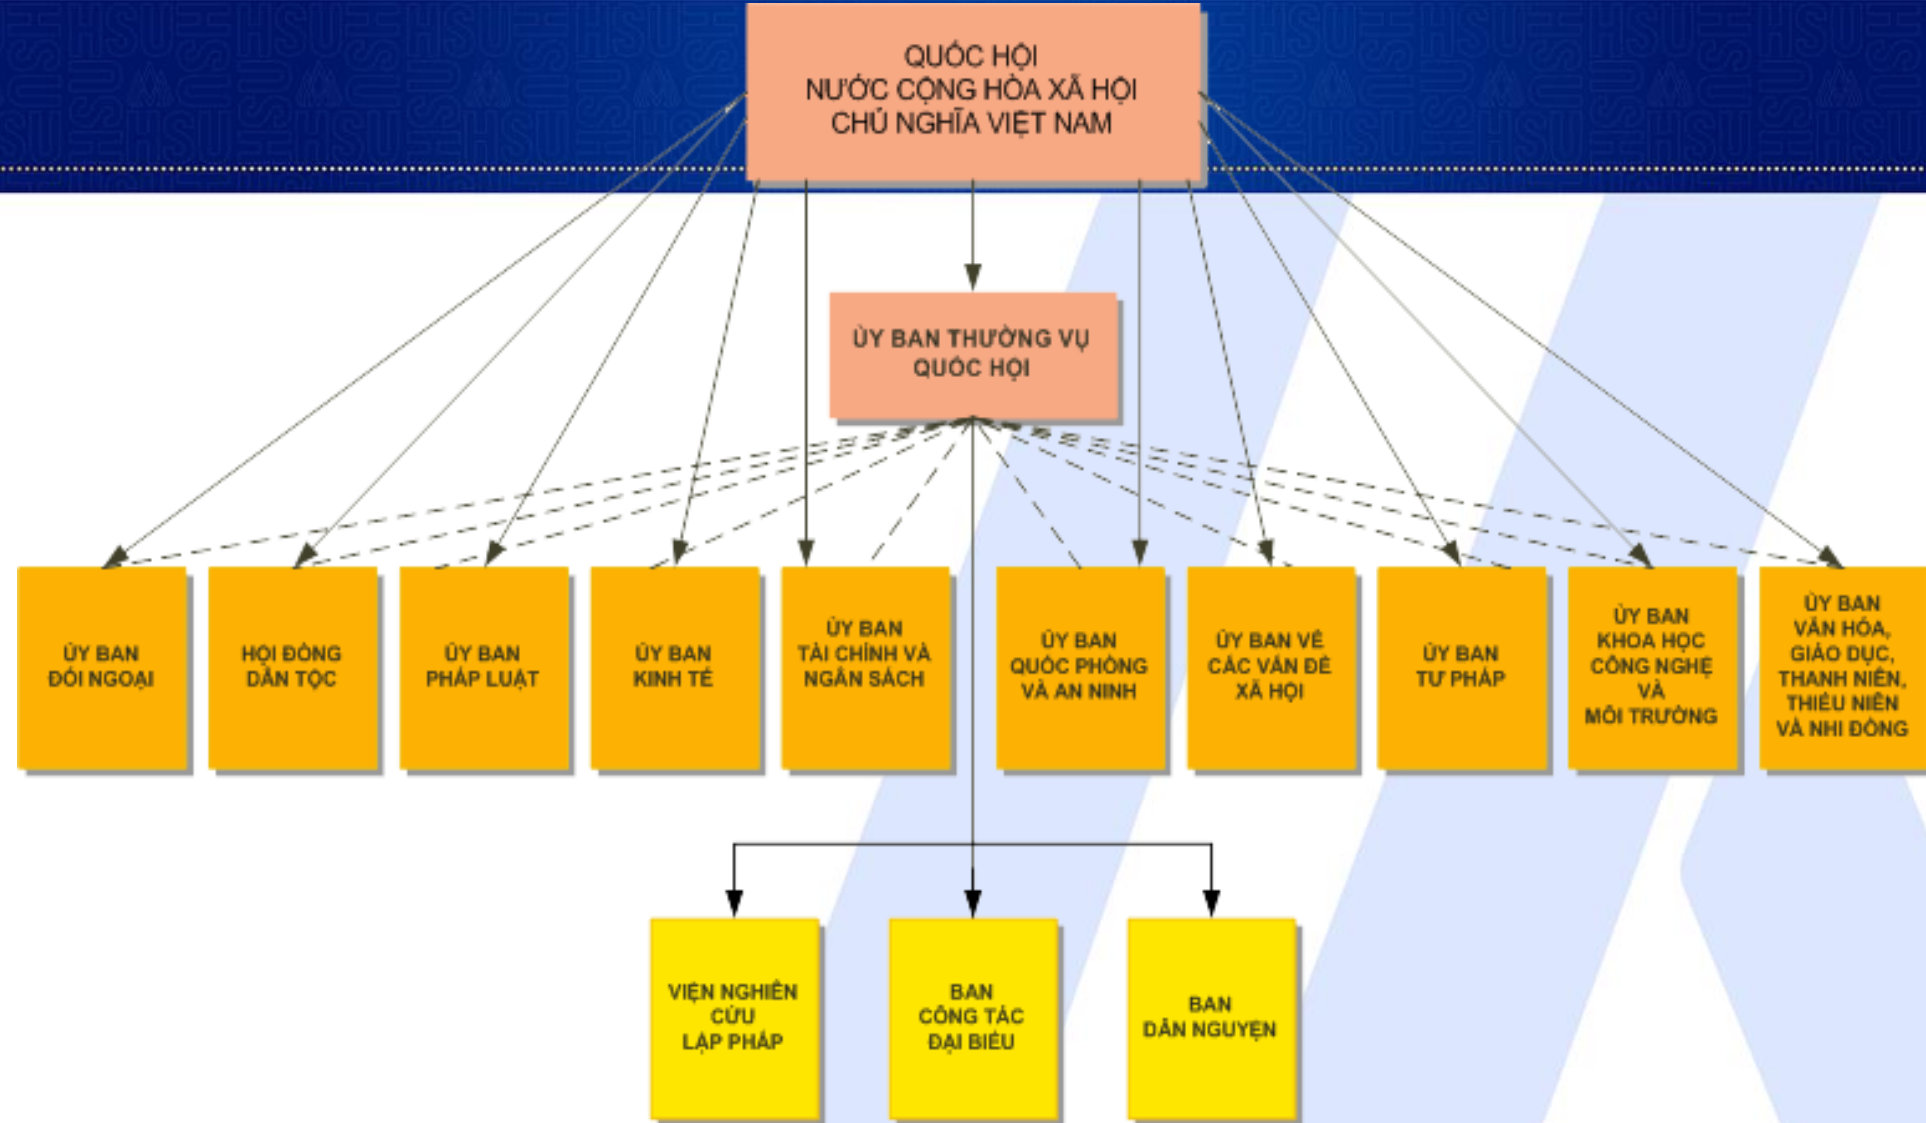 QUỐC HỘI
NƯỚC CỘNG HÒA XÃ HỘI
CHỦ NGHĨA VIỆT NAM
ỦY BAN THƯỜNG VỤ
QUỐC HỘI
ỦY BAN
ĐỐI NGOẠI
HỘI ĐỒNG
DÂN TỘC
ỦY BAN
PHÁP LUẬT
ỦY BAN
KINH TẾ
ỦY BAN
TÀI CHÍNH VÀ
NGÂN SÁCH
ỦY BAN
QUỐC PHÒNG
VÀ AN NINH
ỦY BAN VỀ
CÁC VẤN ĐỀ
XÃ HỘI
ỦY BAN
TƯ PHÁP
ỦY BAN
KHOA HỌC
CÔNG NGHỆ
VÀ
MÔI TRƯỜNG
ỦY BAN
VĂN HÓA,
GIÁO DỤC,
THANH NIÊN,
THIẾU NIÊN
VÀ NHI ĐỒNG
VIỆN NGHIÊN
CỨU
LẬP PHÁP
BAN
CÔNG TÁC
ĐẠI BIỂU
BAN
DÂN NGUYỆN